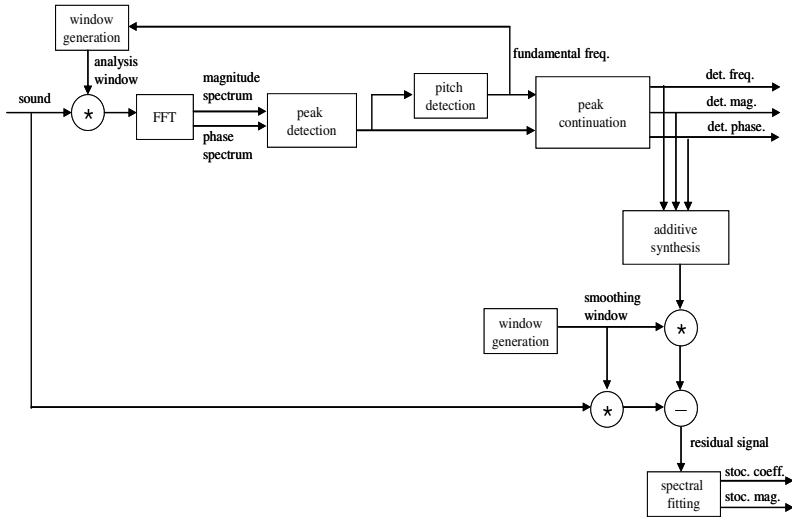 window
generation
fundamental freq.
analysis
window
sound
*
FFT
magnitude
spectrum
phase
spectrum
peak
detection
pitch
detection
peak
continuation
det. freq.
det. mag.
det. phase.
additive
synthesis
smoothing
window
window
generation
*
*
–
residual signal
spectral
fitting
stoc. coeff.
stoc. mag.